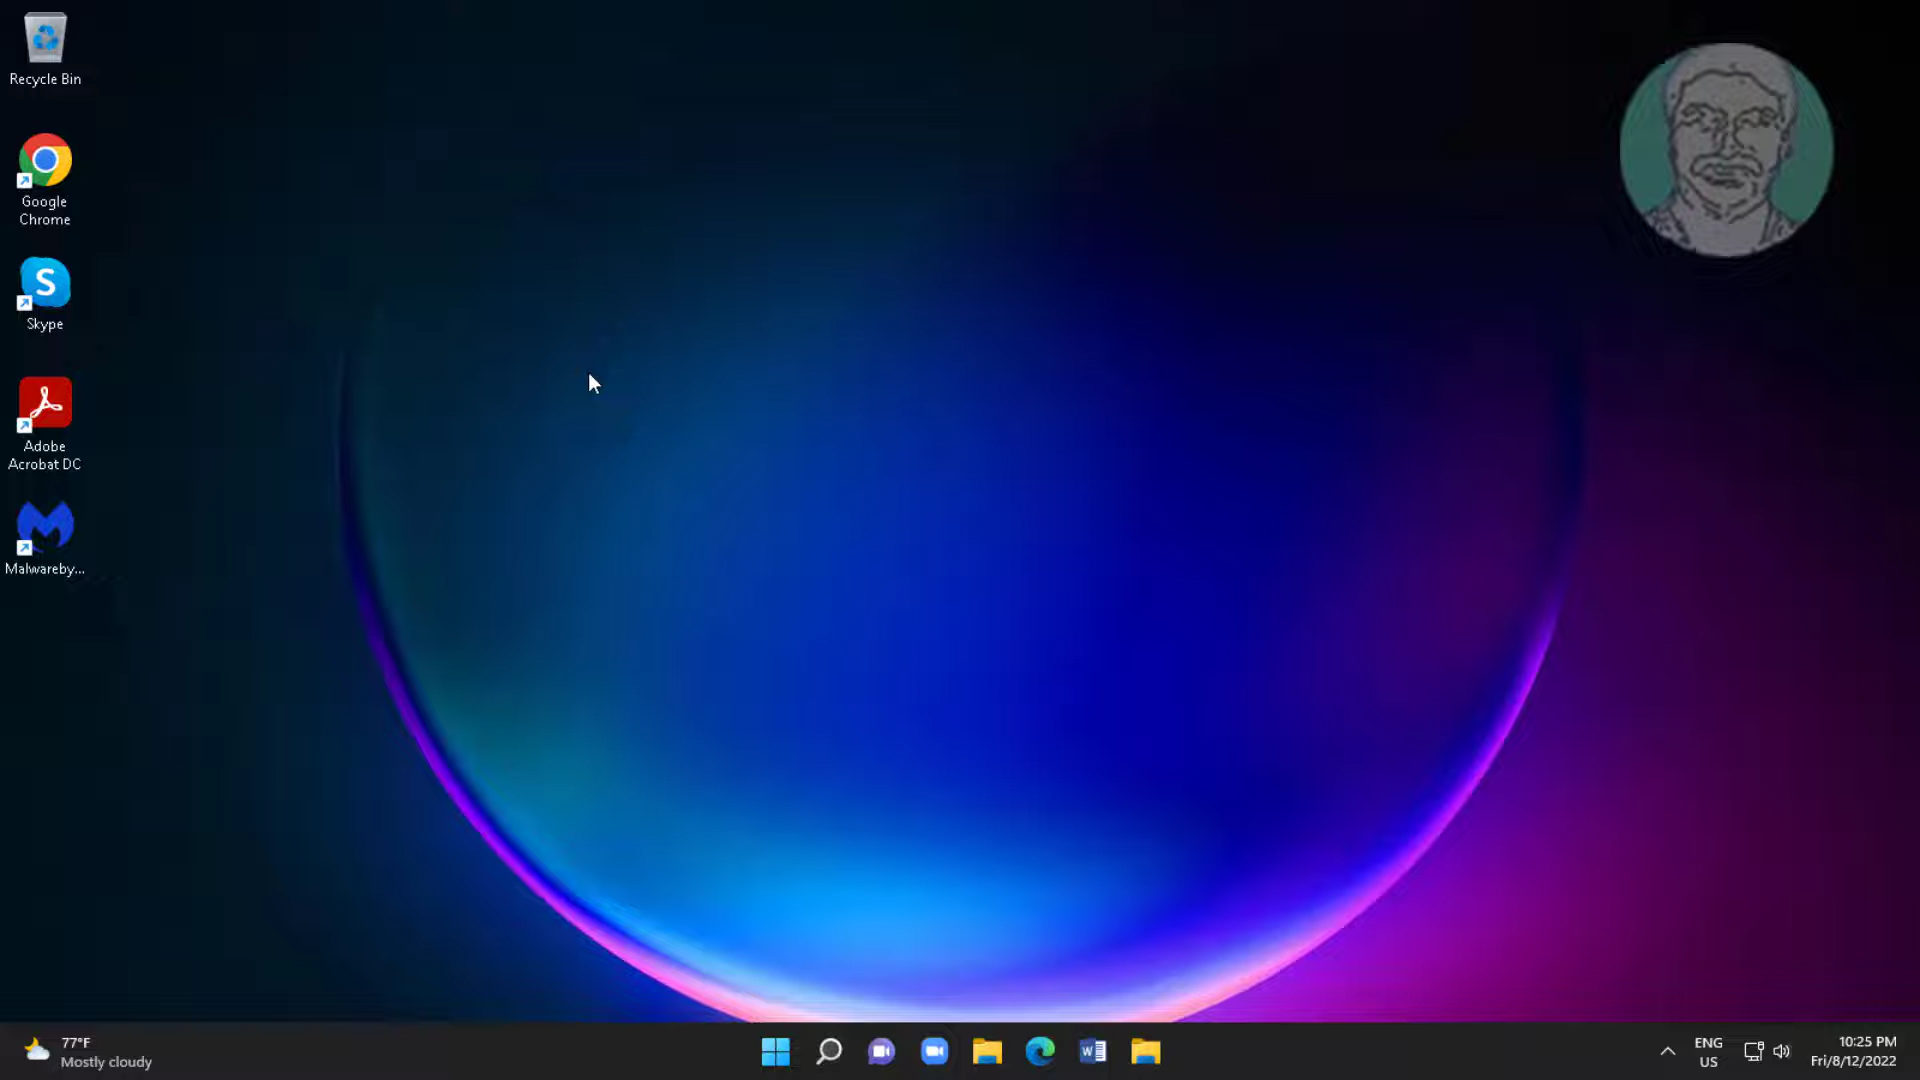 Recycle Bin
Google
Chrome
S
Skype
Adobe
Acrobat DC
Malwareby...
77°F
Mostly cloudy
W
ENG
US
10:25 PM
Fri/8/12/2022